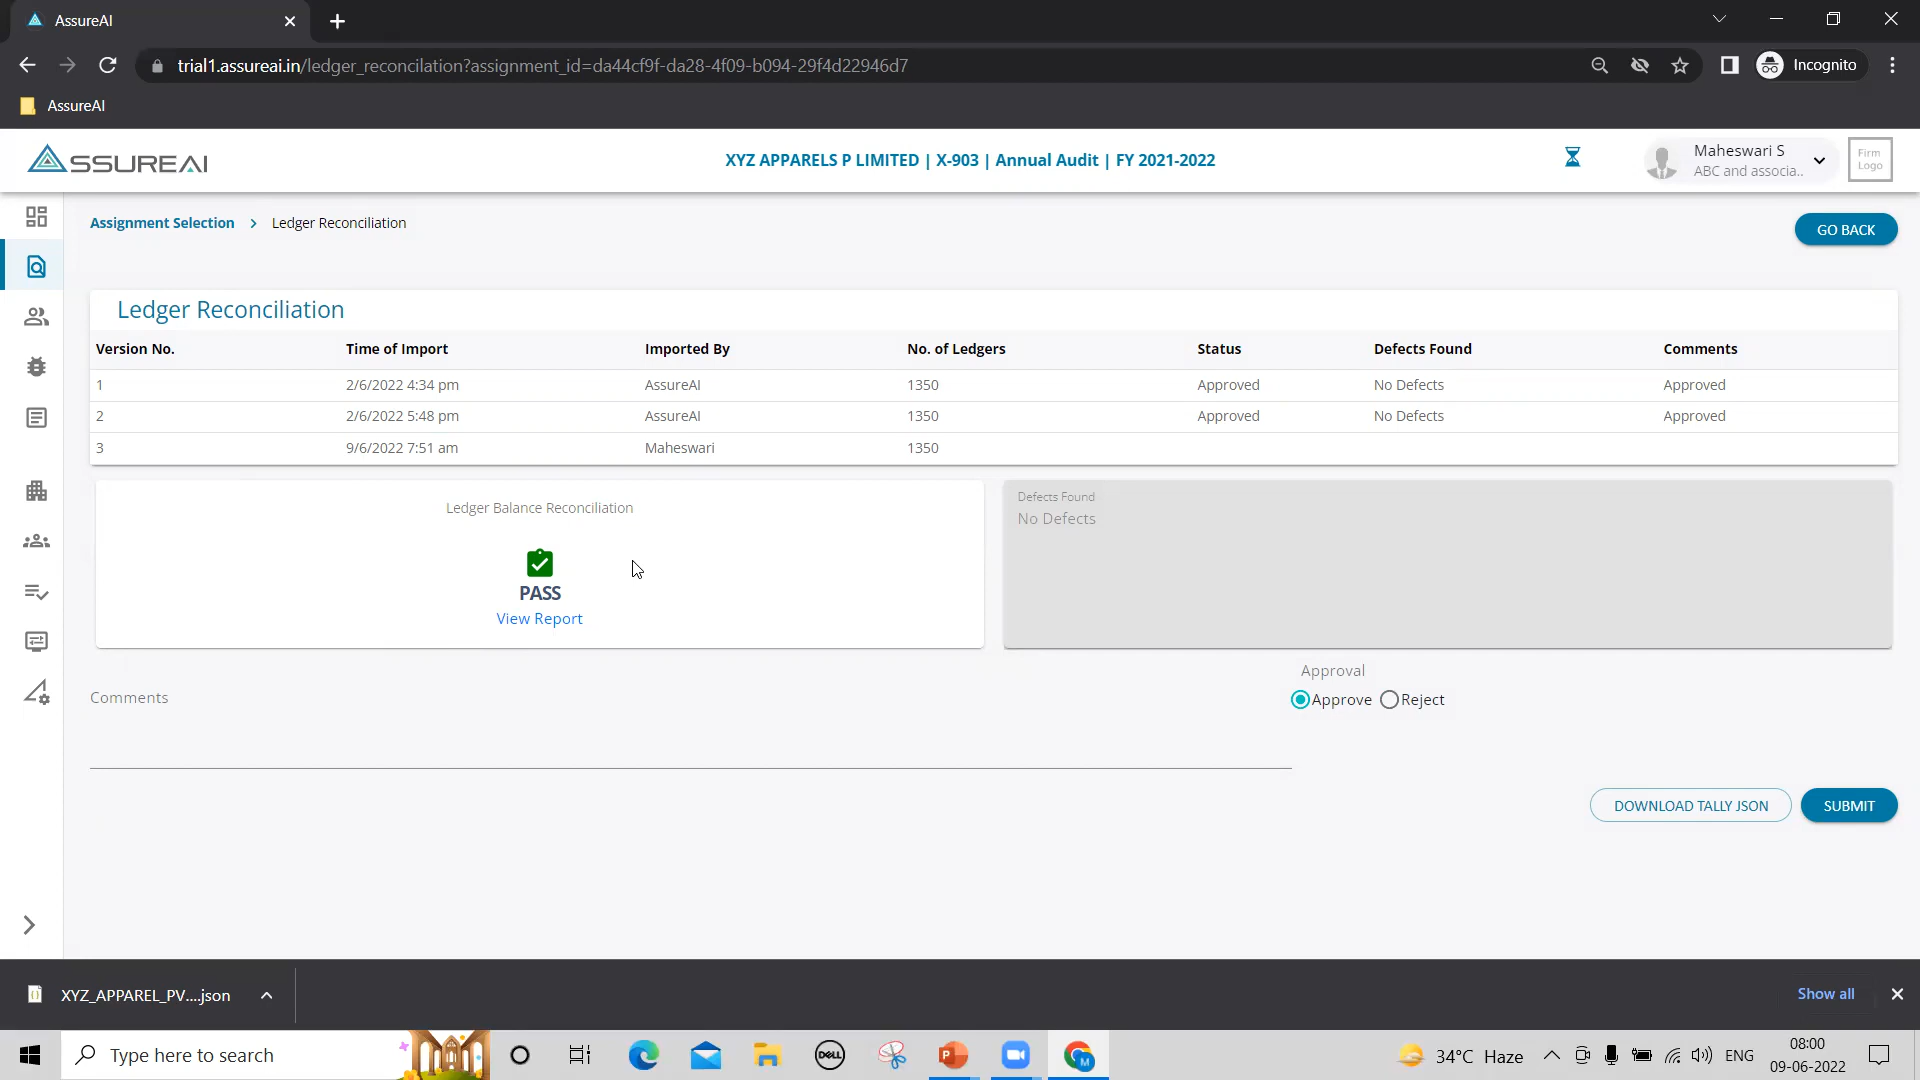 AssureAI
trial1.assureai.in/ledger_reconcilation?assignment_id=da44cf9f-da28-4f09-b094-29f4d22946d7
Incognito
AssureAI
ASSUREAI
XYZ APPARELS P LIMITED | X-903 | Annual Audit | FY 2021-2022
Maheswari S
ABC and associa..
Firm
Logo
Assignment Selection > Ledger Reconciliation
GO BACK
Ledger Reconciliation
Version No. Time of Import Imported By No. of Ledgers Status Defects Found Comments
1 2/6/2022 4:34 pm AssureAI 1350 Approved No Defects Approved
2 2/6/2022 5:48 pm AssureAI 1350 Approved No Defects Approved
3 9/6/2022 7:51 am Maheswari 1350
Ledger Balance Reconciliation
PASS
View Report
Defects Found
No Defects
Comments
Approval
Approve Reject
DOWNLOAD TALLY JSON SUBMIT
XYZ_APPAREL_PV....json
Show all
Type here to search
DELL
34°C Haze
ENG
08:00
09-06-2022